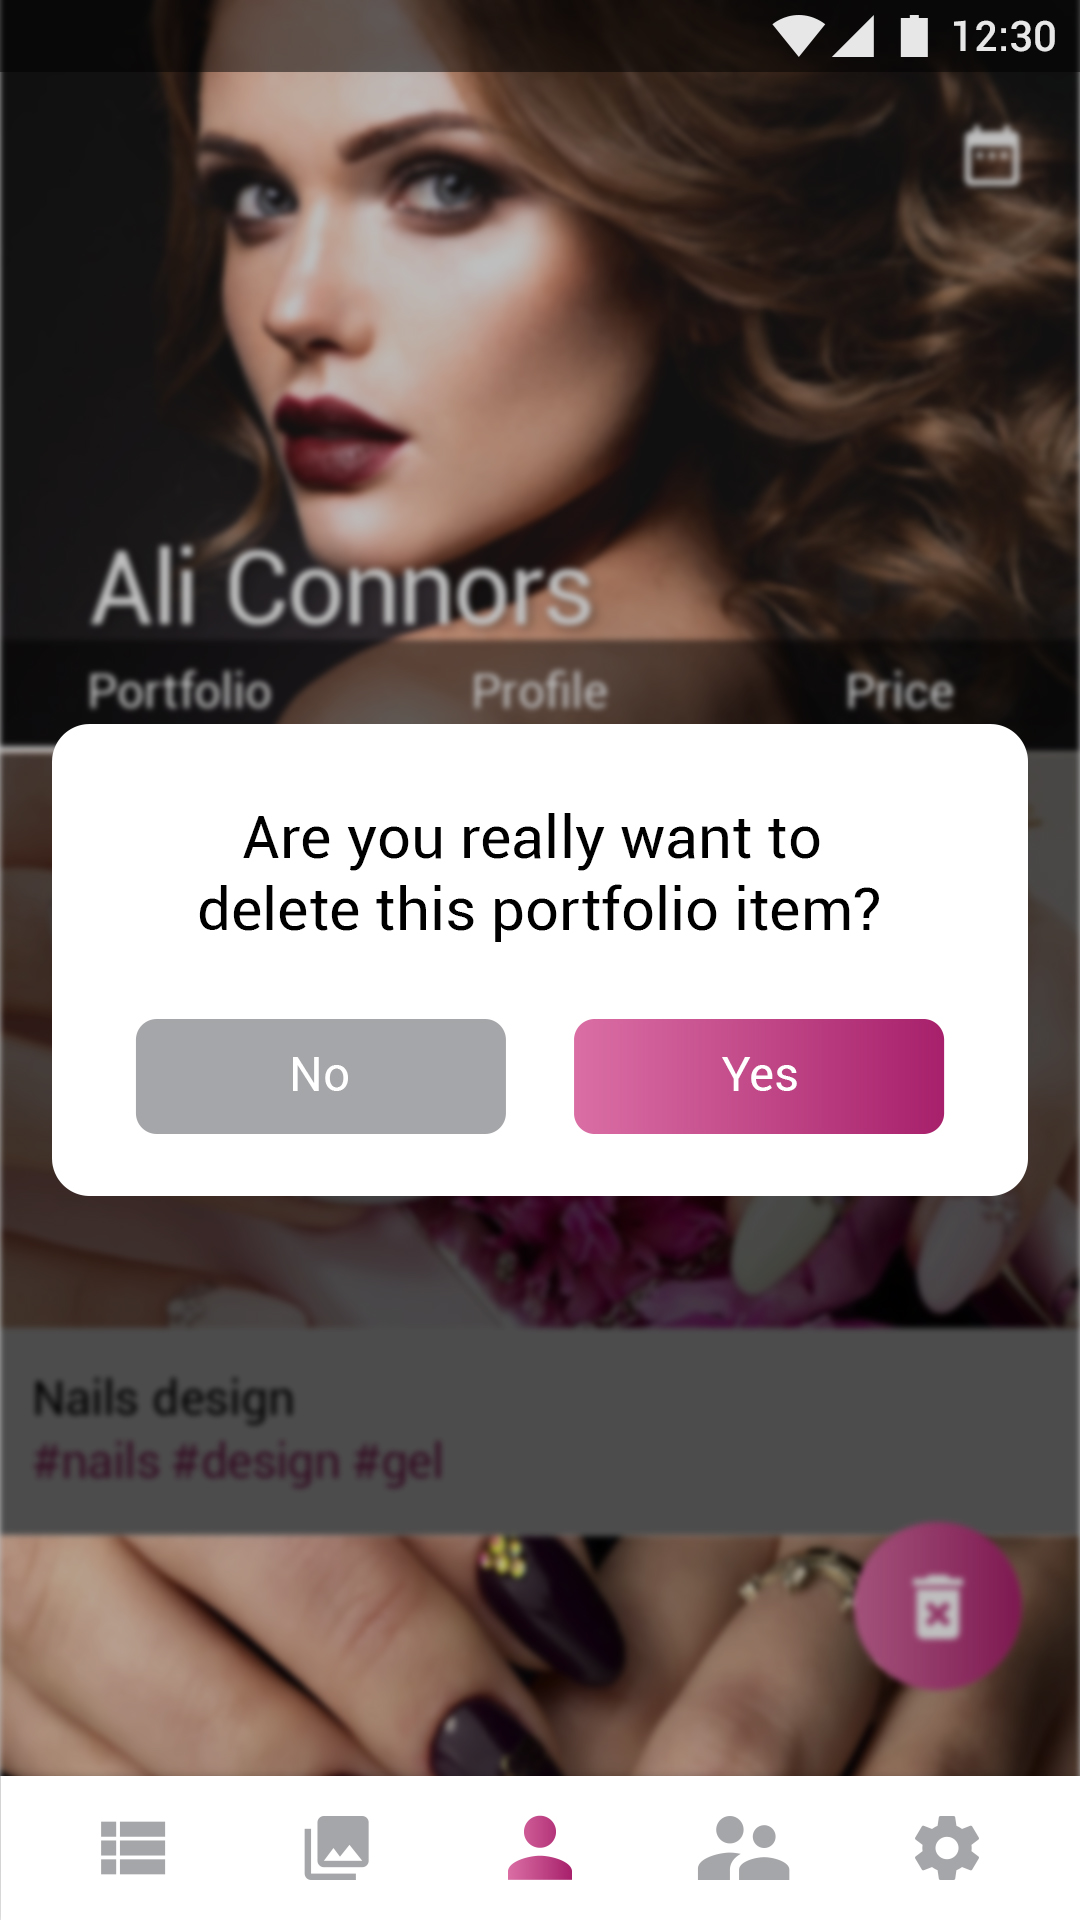 12:30
Ali Connors
Portfolio Profile Price
Are you really want to
delete this portfolio item?
No Yes
Nails design
#nails #design #gel